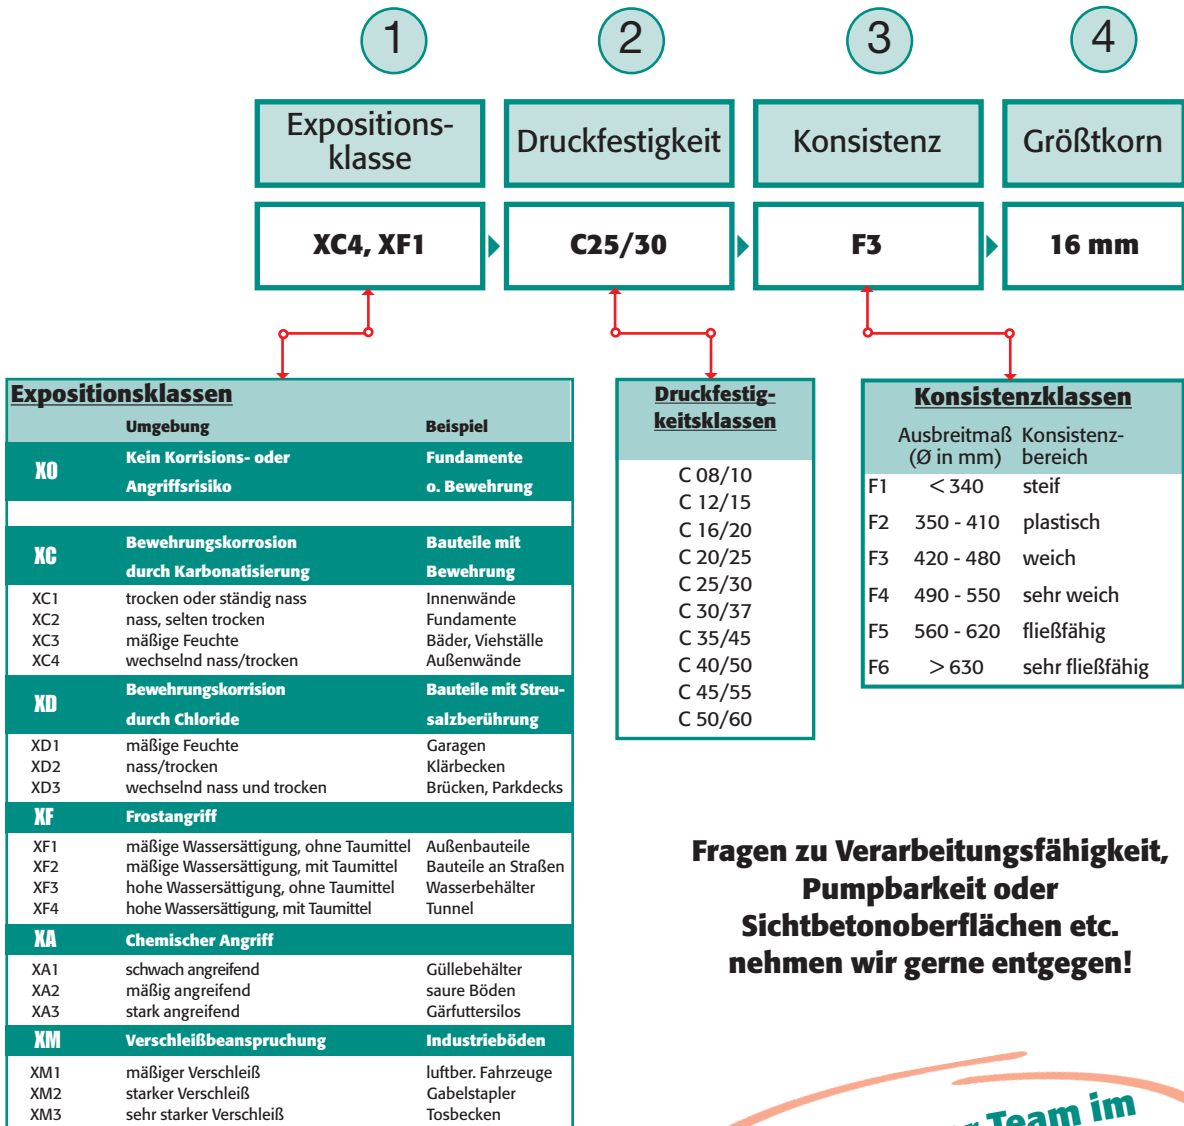 1 2 3 4
Expositions-
klasse
Druckfestigkeit
Konsistenz
Größtkorn
XC4, XF1
C25/30
F3
16 mm
Expositionsklassen
Umgebung Beispiel
XO Kein Korrisions- oder Fundamente
Angriffsrisiko o. Bewehrung
XC Bewehrungskorrosion Bauteile mit
durch Karbonatisierung Bewehrung
XC1 trocken oder ständig nass Innenwände
XC2 nass, selten trocken Fundamente
XC3 mäßige Feuchte Bäder, Viehställe
XC4 wechselnd nass/trocken Außenwände
XD Bewehrungskorrision Bauteile mit Streu-
durch Chloride salzberührung
XD1 mäßige Feuchte Garagen
XD2 nass/trocken Klärbecken
XD3 wechselnd nass und trocken Brücken, Parkdecks
XF Frostangriff
XF1 mäßige Wassersättigung, ohne Taumittel Außenbauteile
XF2 mäßige Wassersättigung, mit Taumittel Bauteile an Straßen
XF3 hohe Wassersättigung, ohne Taumittel Wasserbehälter
XF4 hohe Wassersättigung, mit Taumittel Tunnel
XA Chemischer Angriff
XA1 schwach angreifend Güllebehälter
XA2 mäßig angreifend saure Böden
XA3 stark angreifend Gärfuttersilos
XM Verschleißbeanspruchung Industrieböden
XM1 mäßiger Verschleiß luftber. Fahrzeuge
XM2 starker Verschleiß Gabelstapler
XM3 sehr starker Verschleiß Tosbecken
Druckfestig-
keitsklassen
C 08/10
C 12/15
C 16/20
C 20/25
C 25/30
C 30/37
C 35/45
C 40/50
C 45/55
C 50/60
Konsistenzklassen
Ausbreitmaß Konsistenz-
(Ø in mm) bereich
F1 < 340 steif
F2 350 - 410 plastisch
F3 420 - 480 weich
F4 490 - 550 sehr weich
F5 560 - 620 fließfähig
F6 > 630 sehr fließfähig
Fragen zu Verarbeitungsfähigkeit,
Pumpbarkeit oder
Sichtbetonoberflächen etc.
nehmen wir gerne entgegen!
Team im